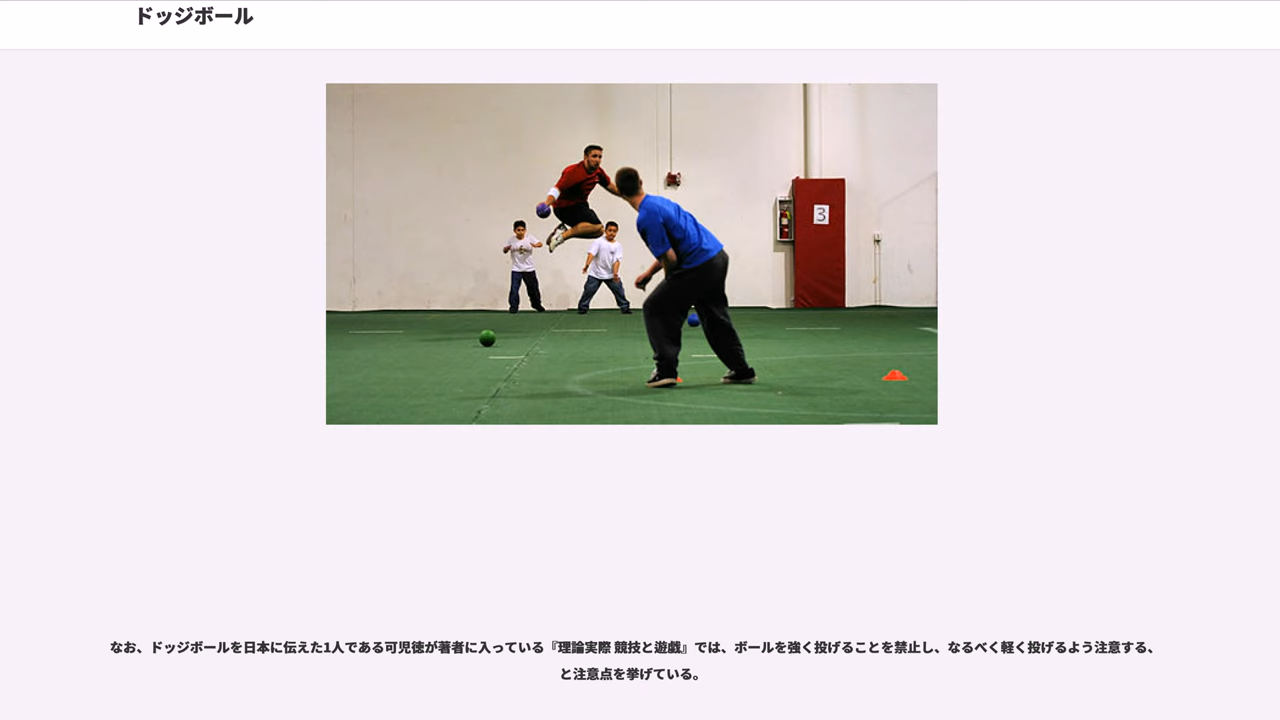 ドッジボール
3
なお、ドッジボールを日本に伝えた1人である可児徳が著者に入っている『理論実際 競技と遊戯』では、ボールを強く投げることを禁止し、なるべく軽く投げるよう注意する、
と注意点を挙げている。